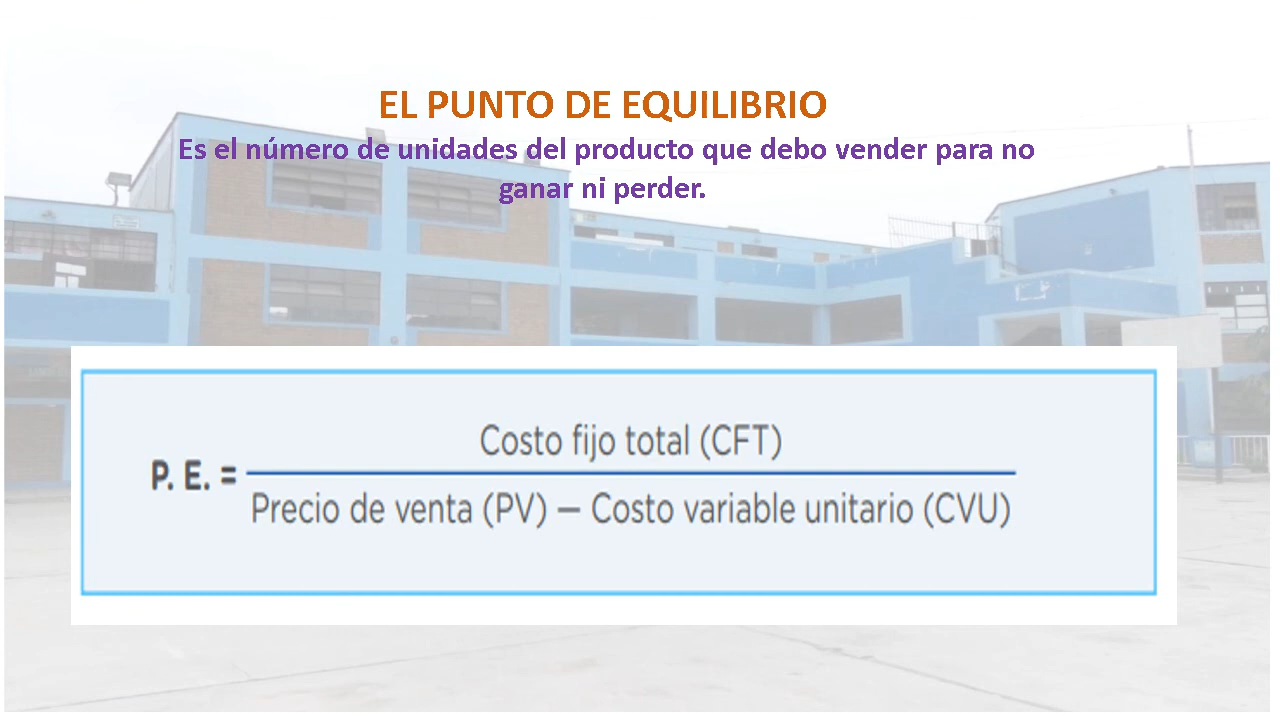 EL PUNTO DE EQUILIBRIO
Es el número de unidades del producto que debo vender para no
ganar ni perder.
Costo fijo total (CFT)
P. E. =
Precio de venta (PV) — Costo variable unitario (CVU)